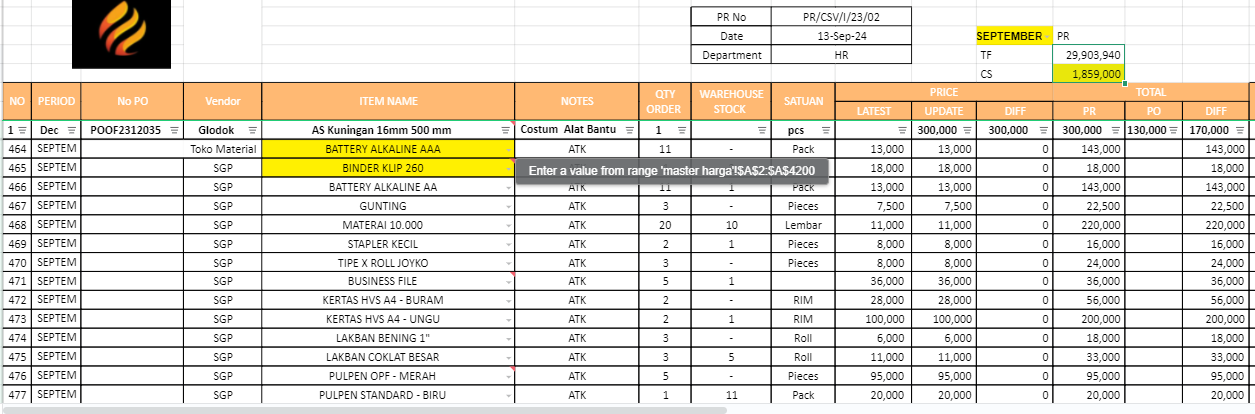 PR No PR/CSV/I/23/02
Date 13-Sep-24 SEPTEMBER PR
Department HR TF 29,903,940
CS 1,859,000
NO PERIOD No PO Vendor ITEM NAME NOTES QTY ORDER WAREHOUSE STOCK SATUAN PRICE TOTAL
LATEST UPDATE DIFF PR PO DIFF
1 Dec POOF2312035 Glodok AS Kuningan 16mm 500 mm Costum Alat Bantu 1 pcs 300,000 300,000 300,000 130,000 170,000
464 SEPTEM Toko Material BATTERY ALKALINE AAA ATK 11 - Pack 13,000 13,000 0 143,000 143,000
465 SEPTEM SGP BINDER KLIP 260 Enter a value from range 'master harga'!$A$2:$A$4200 18,000 18,000 0 18,000 18,000
466 SEPTEM SGP BATTERY ALKALINE AA ATK 11 1 Pack 13,000 13,000 0 143,000 143,000
467 SEPTEM SGP GUNTING ATK 3 - Pieces 7,500 7,500 0 22,500 22,500
468 SEPTEM SGP MATERAI 10.000 ATK 20 10 Lembar 11,000 11,000 0 220,000 220,000
469 SEPTEM SGP STAPLER KECIL ATK 2 1 Pieces 8,000 8,000 0 16,000 16,000
470 SEPTEM SGP TIPE X ROLL JOYKO ATK 3 - Pieces 8,000 8,000 0 24,000 24,000
471 SEPTEM SGP BUSINESS FILE ATK 5 1 36,000 36,000 0 36,000 36,000
472 SEPTEM SGP KERTAS HVS A4 - BURAM ATK 2 - RIM 28,000 28,000 0 56,000 56,000
473 SEPTEM SGP KERTAS HVS A4 - UNGU ATK 2 1 RIM 100,000 100,000 0 200,000 200,000
474 SEPTEM SGP LAKBAN BENING 1" ATK 3 - Roll 6,000 6,000 0 18,000 18,000
475 SEPTEM SGP LAKBAN COKLAT BESAR ATK 3 5 Roll 11,000 11,000 0 33,000 33,000
476 SEPTEM SGP PULPEN OPF - MERAH ATK 5 - Pieces 95,000 95,000 0 95,000 95,000
477 SEPTEM SGP PULPEN STANDARD - BIRU ATK 1 11 Pack 20,000 20,000 0 20,000 20,000